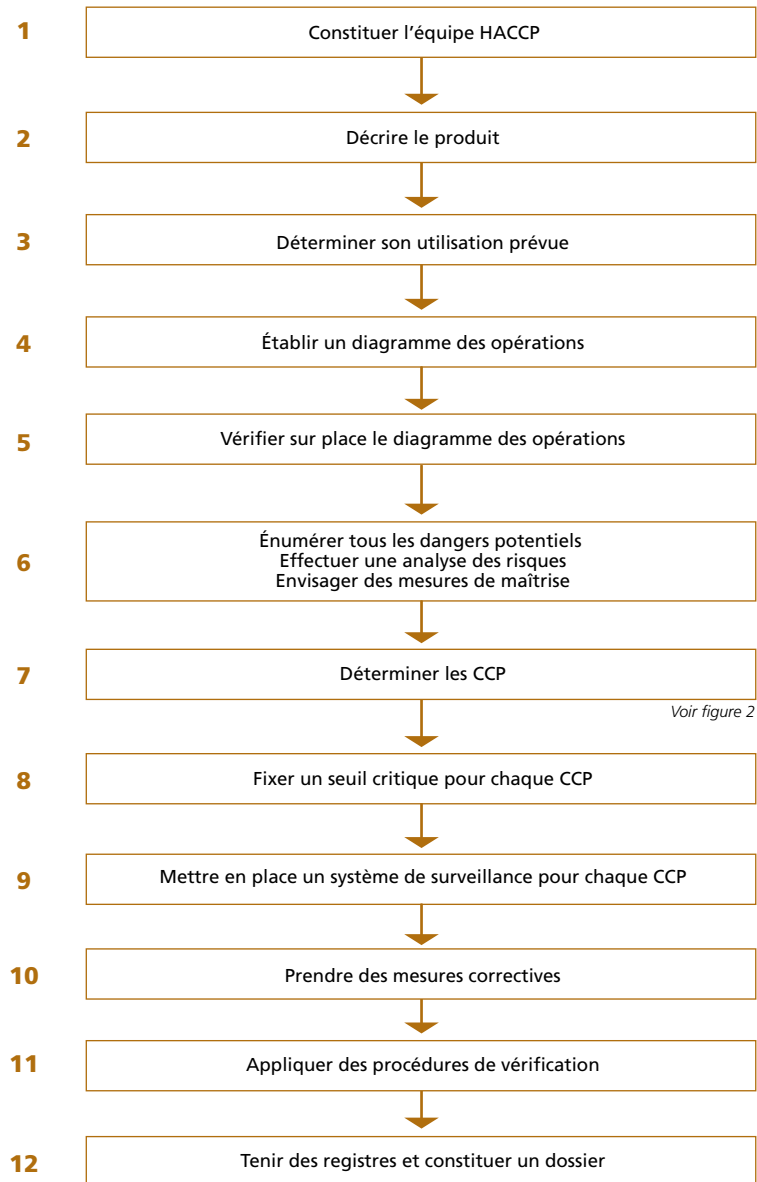 1 Constituer l’équipe HACCP
2 Décrire le produit
3 Déterminer son utilisation prévue
4 Établir un diagramme des opérations
5 Vérifier sur place le diagramme des opérations
Énumérer tous les dangers potentiels
6 Effectuer une analyse des risques
Envisager des mesures de maîtrise
7 Déterminer les CCP
Voir figure 2
8 Fixer un seuil critique pour chaque CCP
9 Mettre en place un système de surveillance pour chaque CCP
10 Prendre des mesures correctives
11 Appliquer des procédures de vérification
12 Tenir des registres et constituer un dossier